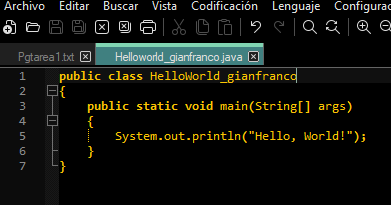 Archivo Editar Buscar Vista Codificación Lenguaje
Pgtarea1.txt Helloworld_gianfranco.java
1 public class HelloWorld_gianfranco
2 {
3 public static void main(String[] args)
4 {
5 System.out.println("Hello, World!");
6 }
7 }